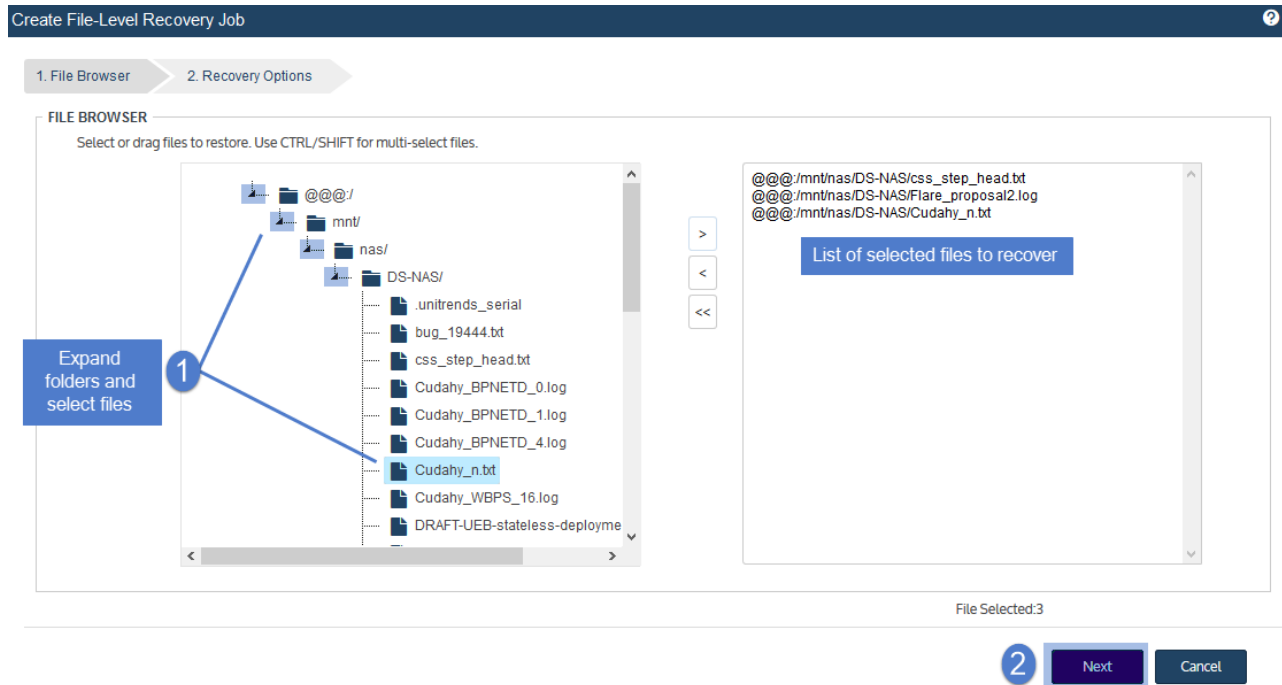 Create File-Level Recovery Job
?
1. File Browser
2. Recovery Options
FILE BROWSER
Select or drag files to restore. Use CTRL/SHIFT for multi-select files.
@@@:/
mnt/
nas/
DS-NAS/
.unitrends_serial
bug_19444.txt
css_step_head.txt
Cudahy_BPNETD_0.log
Cudahy_BPNETD_1.log
Cudahy_BPNETD_4.log
Cudahy_n.txt
Cudahy_WBPS_16.log
DRAFT-UEB-stateless-deployme
Expand
folders and
select files
1
>
<
<<
@@@:/mnt/nas/DS-NAS/css_step_head.txt
@@@:/mnt/nas/DS-NAS/Flare_proposal2.log
@@@:/mnt/nas/DS-NAS/Cudahy_n.txt
List of selected files to recover
File Selected:3
2
Next
Cancel